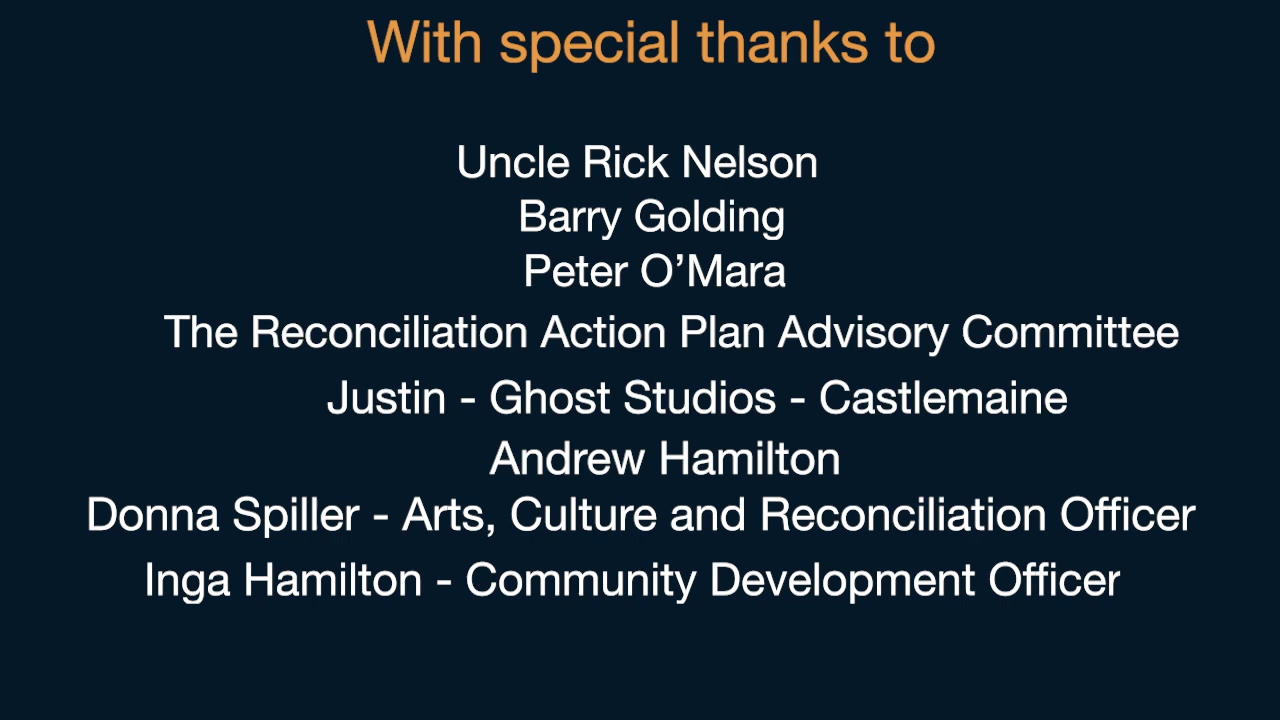 With special thanks to
Uncle Rick Nelson
Barry Golding
Peter O’Mara
The Reconciliation Action Plan Advisory Committee
Justin - Ghost Studios - Castlemaine
Andrew Hamilton
Donna Spiller - Arts, Culture and Reconciliation Officer
Inga Hamilton - Community Development Officer